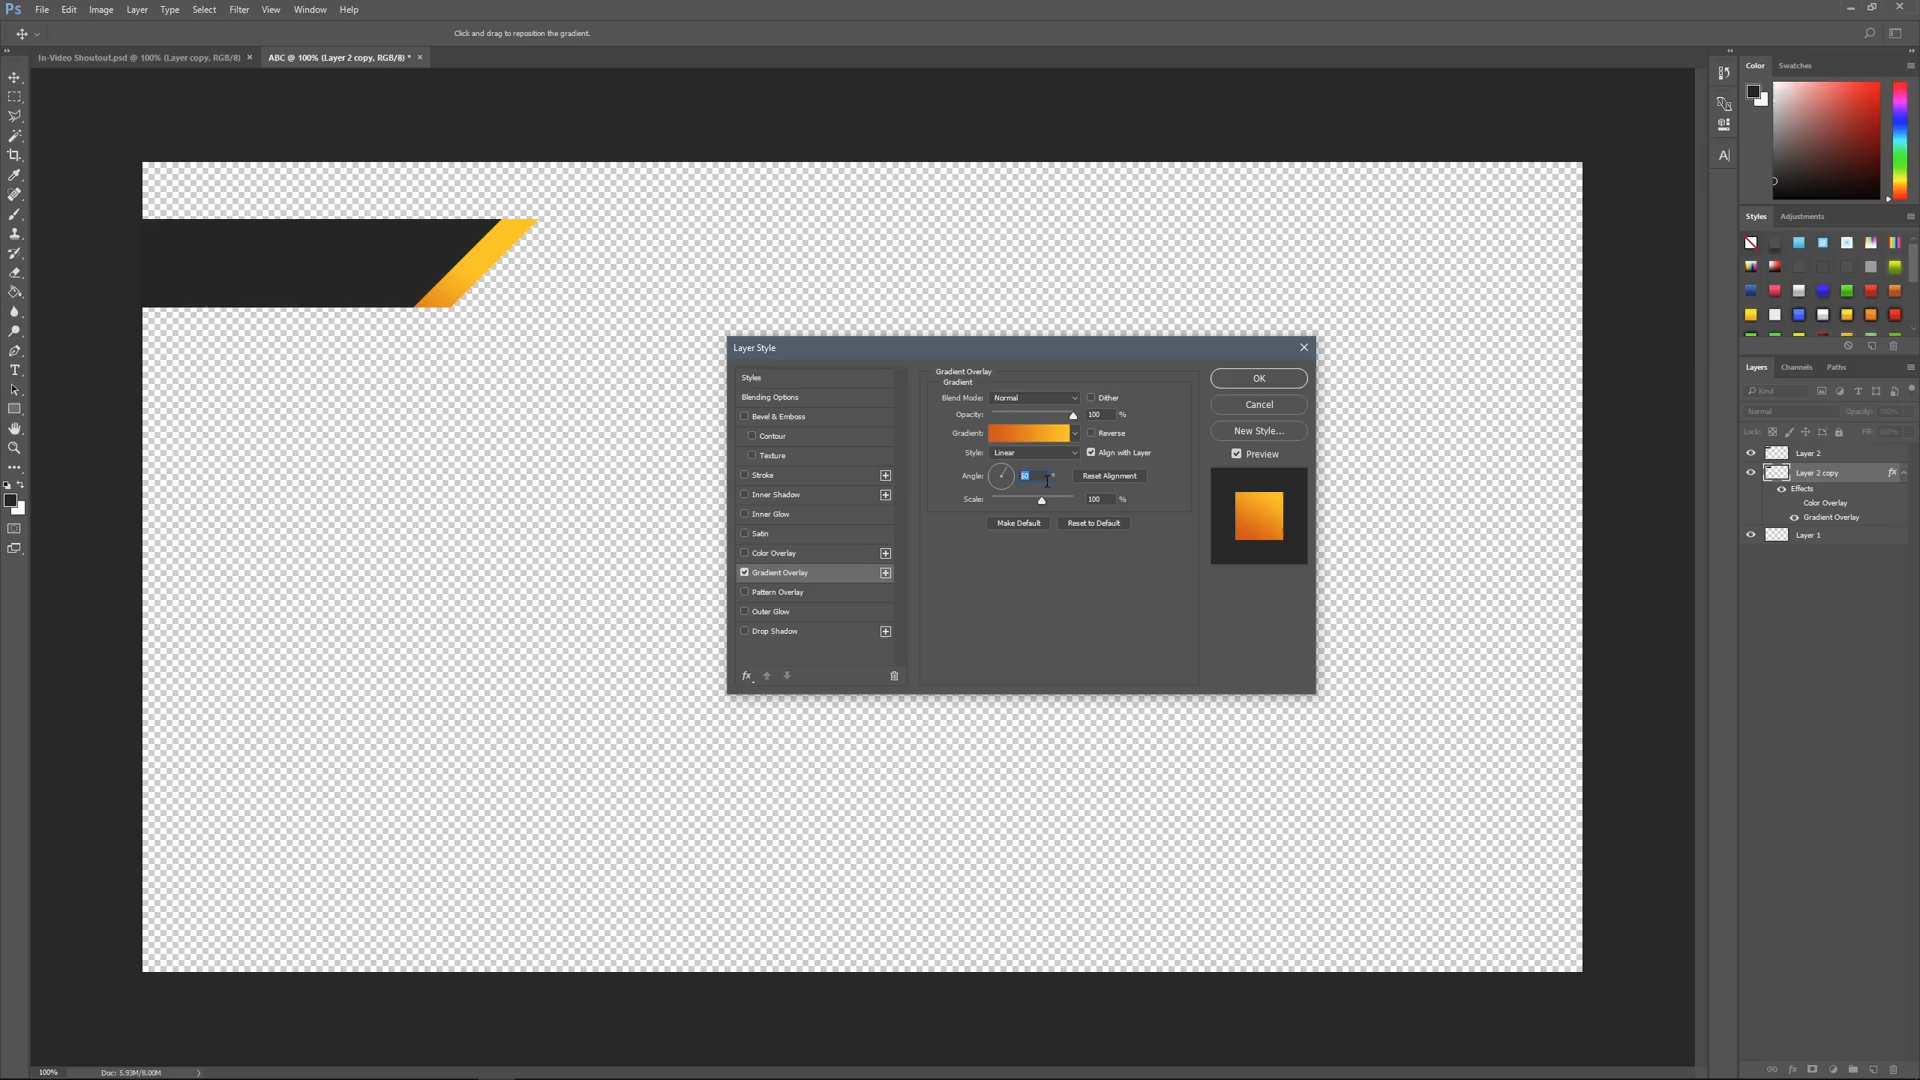 Ps File Edit Image Layer Type Select Filter View Window Help
Click and drag to reposition the gradient.
In-Video Shoutout.psd @ 100% (Layer copy, RGB/8) ×
ABC @ 100% (Layer 2 copy, RGB/8) * ×
Color Swatches
Styles Adjustments
Layer Style
Styles
Blending Options
Bevel & Emboss
Contour
Texture
Stroke
Inner Shadow
Inner Glow
Satin
Color Overlay
Gradient Overlay
Pattern Overlay
Outer Glow
Drop Shadow
fx
Gradient Overlay
Gradient
Blend Mode: Normal Dither
Opacity: 100 %
Gradient: Reverse
Style: Linear Align with Layer
Angle: ° Reset Alignment
Scale: 100 %
Make Default Reset to Default
OK
Cancel
New Style...
Preview
Layers Channels Paths
Kind
Normal Opacity: 100%
Lock: Fill: 100%
Layer 2
Layer 2 copy fx
Effects
Color Overlay
Gradient Overlay
Layer 1
100% Doc: 5.93M/8.00M